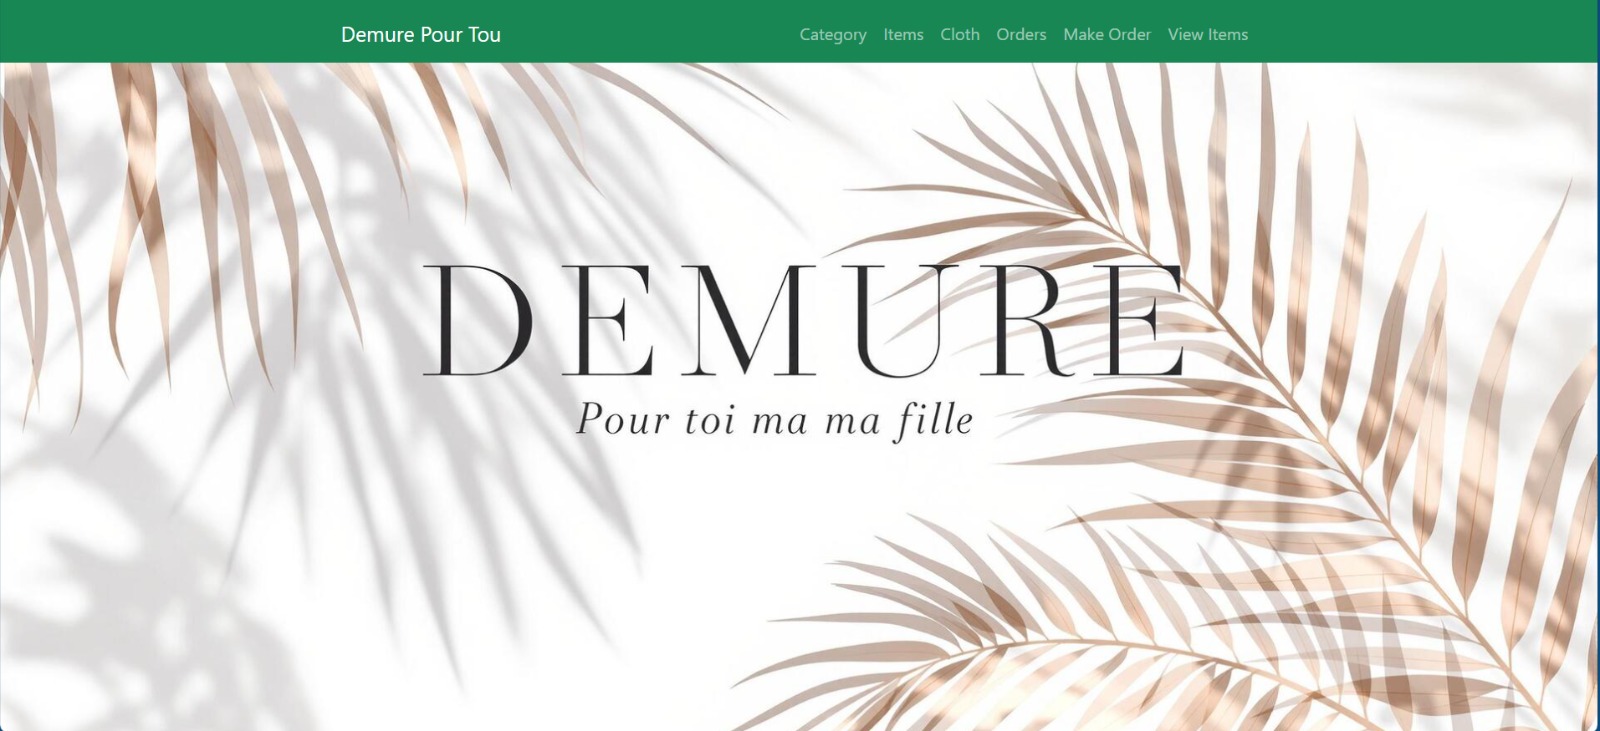 Demure Pour Tou
Category Items Cloth Orders Make Order View Items
DEMURE
Pour toi ma ma fille